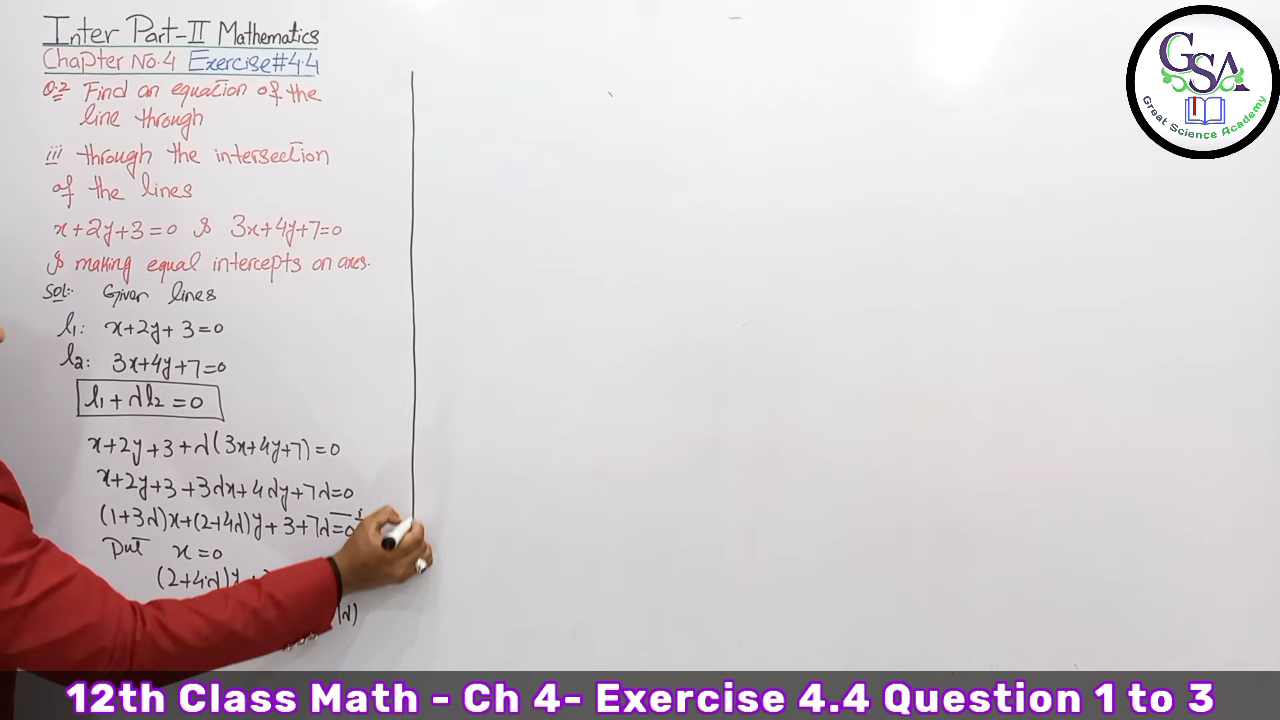 Inter Part-II Mathematics
Chapter No.4 Exercise#4.4
Q.2 Find an equation of the
line through
iii through the intersection
of the lines
x+2y+3=0 & 3x+4y+7=0
& making equal intercepts on axes.
Sol:- Given lines
l₁: x+2y+3=0
l₂: 3x+4y+7=0
l₁+λl₂=0
x+2y+3+λ(3x+4y+7)=0
x+2y+3+3λx+4λy+7λ=0
(1+3λ)x+(2+4λ)y+3+7λ=0 i
Put x=0
(2+4λ)y
λ)
GSA
Great Science Academy
12th Class Math - Ch 4- Exercise 4.4 Question 1 to 3